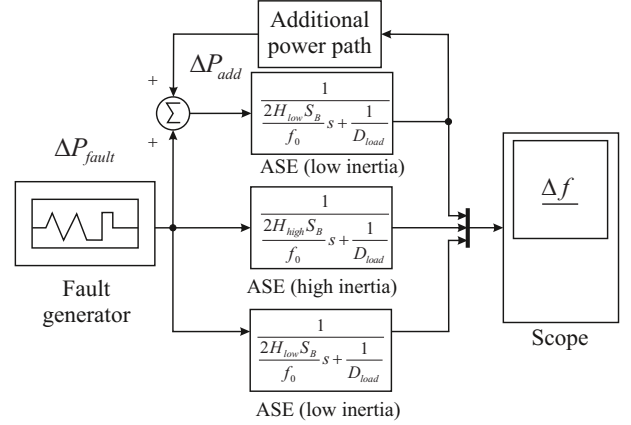 Additional
power path
ΔP_add
+
Σ
+
1
2H_low S_B
f_0
s +
1
D_load
ASE (low inertia)
ΔP_fault
Δf
1
2H_high S_B
f_0
s +
1
D_load
ASE (high inertia)
Fault
generator
Scope
1
2H_low S_B
f_0
s +
1
D_load
ASE (low inertia)